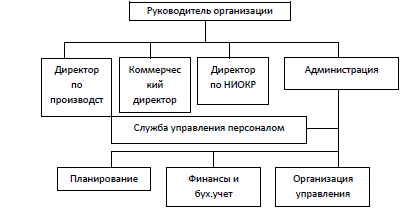 Руководитель организации
Директор
по
производст
Коммерчес
кий
директор
Директор
по НИОКР
Администрация
Служба управления персоналом
Планирование
Финансы и
бух.учет
Организация
управления